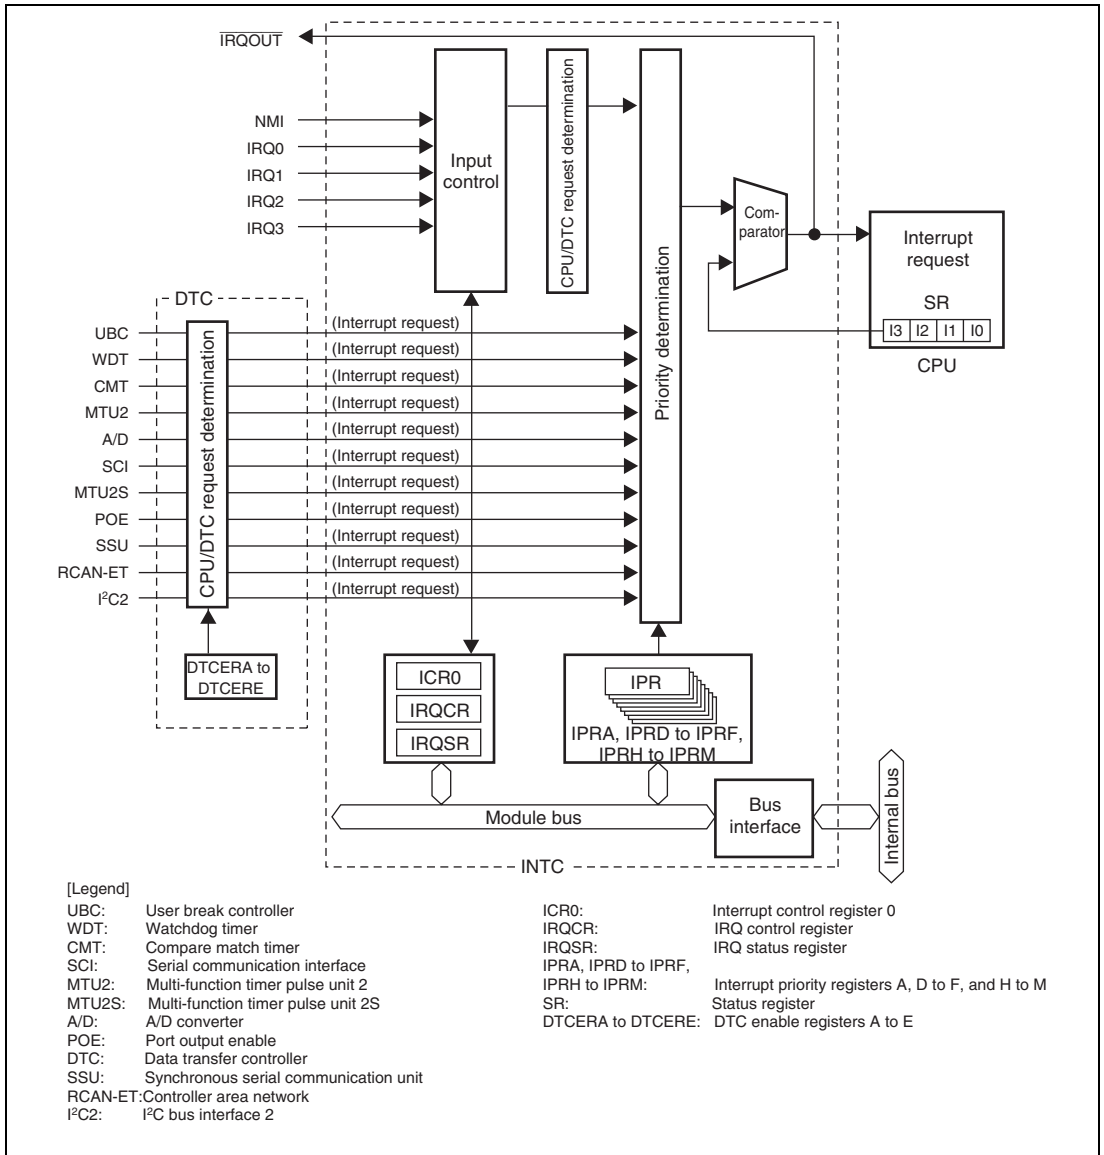 IRQOUT
NMI
IRQ0
IRQ1
IRQ2
IRQ3
Input
control
CPU/DTC request determination
Priority determination
Com-
parator
Interrupt
request
SR
I3 I2 I1 I0
CPU
DTC
UBC
WDT
CMT
MTU2
A/D
SCI
MTU2S
POE
SSU
RCAN-ET
I²C2
CPU/DTC request determination
(Interrupt request)
(Interrupt request)
(Interrupt request)
(Interrupt request)
(Interrupt request)
(Interrupt request)
(Interrupt request)
(Interrupt request)
(Interrupt request)
(Interrupt request)
(Interrupt request)
DTCERA to
DTCERE
ICR0
IRQCR
IRQSR
IPR
IPRA, IPRD to IPRF,
IPRH to IPRM
Module bus
Bus
interface
Internal bus
INTC
[Legend]
UBC: User break controller
WDT: Watchdog timer
CMT: Compare match timer
SCI: Serial communication interface
MTU2: Multi-function timer pulse unit 2
MTU2S: Multi-function timer pulse unit 2S
A/D: A/D converter
POE: Port output enable
DTC: Data transfer controller
SSU: Synchronous serial communication unit
RCAN-ET:Controller area network
I²C2: I²C bus interface 2
ICR0: Interrupt control register 0
IRQCR: IRQ control register
IRQSR: IRQ status register
IPRA, IPRD to IPRF,
IPRH to IPRM: Interrupt priority registers A, D to F, and H to M
SR: Status register
DTCERA to DTCERE: DTC enable registers A to E